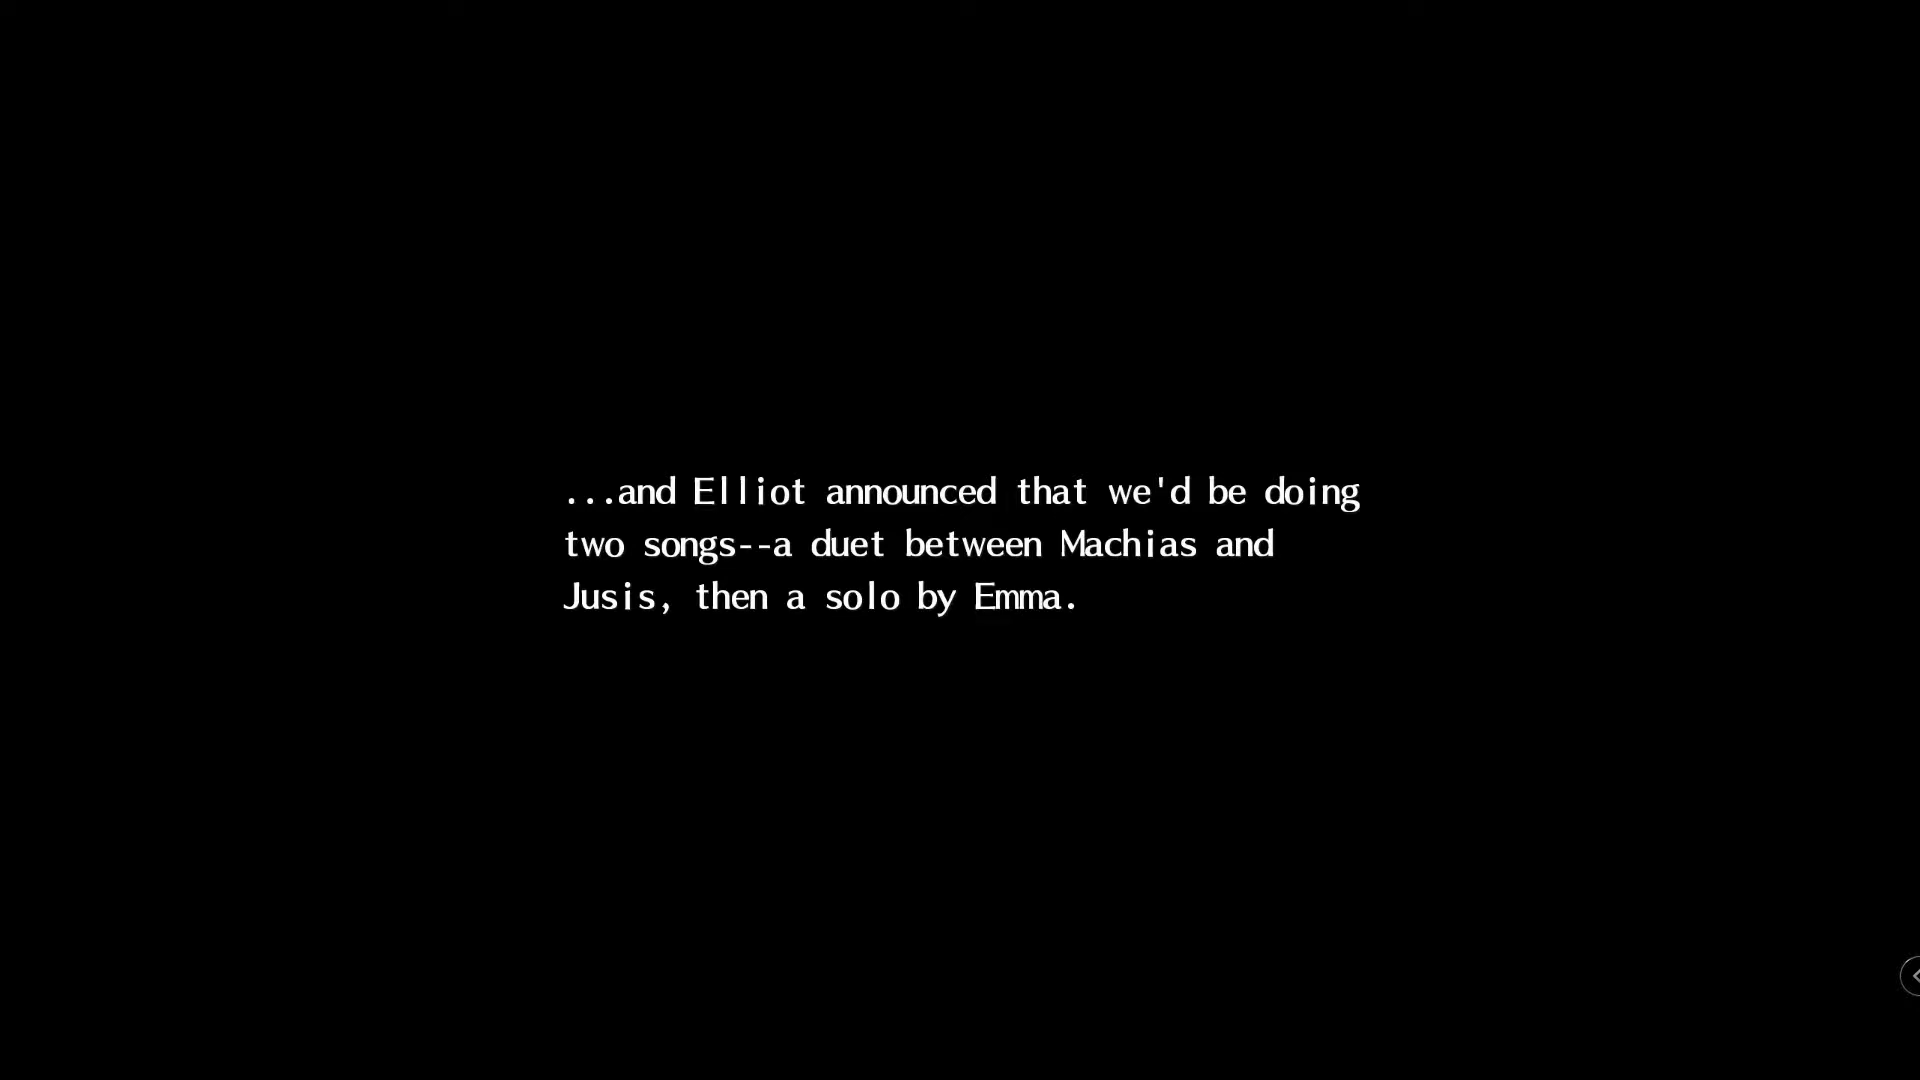 ...and Elliot announced that we'd be doing
two songs--a duet between Machias and
Jusis, then a solo by Emma.